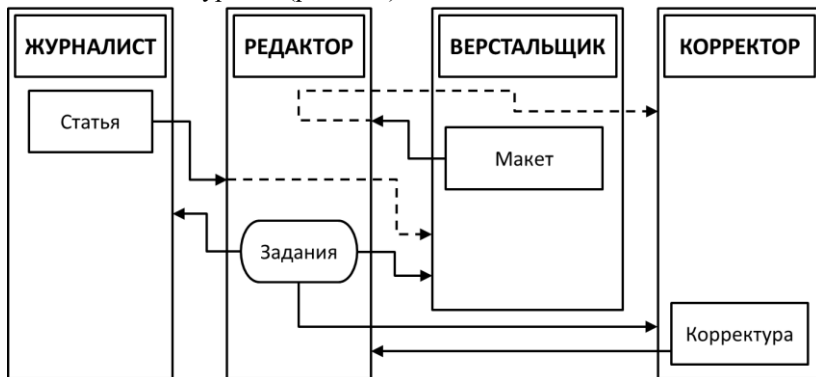 ЖУРНАЛИСТ
РЕДАКТОР
ВЕРСТАЛЬЩИК
КОРРЕКТОР
Статья
Макет
Задания
Корректура